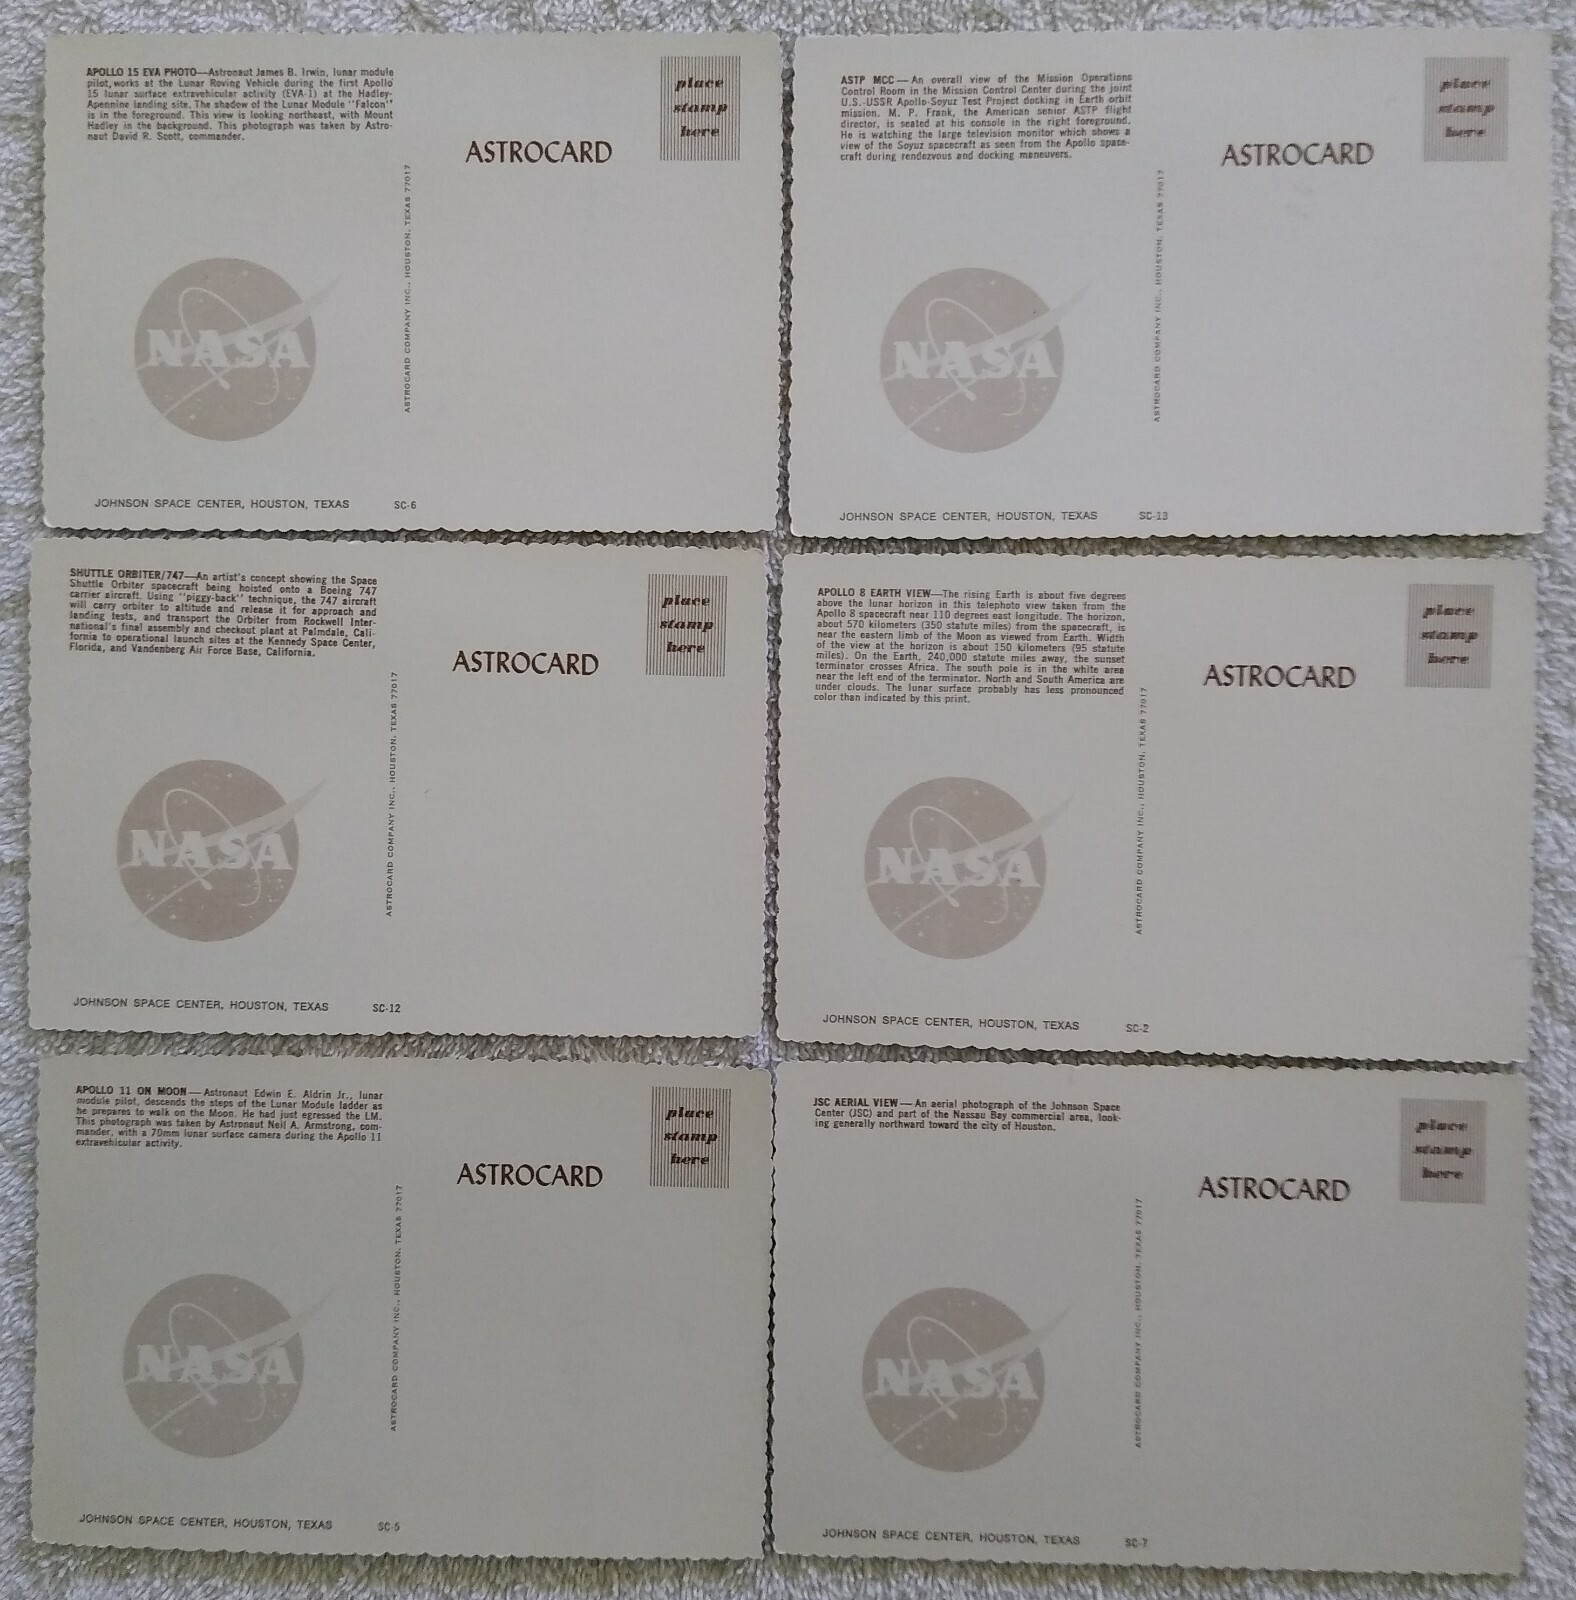 APOLLO 15 EVA PHOTO—Astronaut James B. Irwin, lunar module
pilot, works at the Lunar Roving Vehicle during the first Apollo
15 lunar surface extravehicular activity (EVA-1) at the Hadley-
Apennine landing site. The shadow of the Lunar Module "Falcon"
is in the foreground. This view is looking northeast, with Mount
Hadley in the background. This photograph was taken by Astro-
naut David R. Scott, commander.
place
stamp
here
ASTROCARD
ASTROCARD COMPANY INC., HOUSTON, TEXAS 77017
NASA
JOHNSON SPACE CENTER, HOUSTON, TEXAS SC-6
ASTP MCC — An overall view of the Mission Operations
Control Room in the Mission Control Center during the joint
U.S.-USSR Apollo-Soyuz Test Project docking in Earth orbit
mission. M. P. Frank, the American senior ASTP flight
director, is seated at his console in the right foreground.
He is watching the large television monitor which shows a
view of the Soyuz spacecraft as seen from the Apollo space-
craft during rendezvous and docking maneuvers.
place
stamp
here
ASTROCARD
ASTROCARD COMPANY INC., HOUSTON, TEXAS 77017
NASA
JOHNSON SPACE CENTER, HOUSTON, TEXAS SC-13
SHUTTLE ORBITER/747—An artist's concept showing the Space
Shuttle Orbiter spacecraft being hoisted onto a Boeing 747
carrier aircraft. Using "piggy-back" technique, the 747 aircraft
will carry orbiter to altitude and release it for approach and
landing tests, and transport the Orbiter from Rockwell Inter-
national's final assembly and checkout plant at Palmdale, Cali-
fornia to operational launch sites at the Kennedy Space Center,
Florida, and Vandenberg Air Force Base, California.
place
stamp
here
ASTROCARD
ASTROCARD COMPANY INC., HOUSTON, TEXAS 77017
NASA
JOHNSON SPACE CENTER, HOUSTON, TEXAS SC-12
APOLLO 8 EARTH VIEW—The rising Earth is about five degrees
above the lunar horizon in this telephoto view taken from the
Apollo 8 spacecraft near 110 degrees east longitude. The horizon,
about 570 kilometers (350 statute miles) from the spacecraft, is
near the eastern limb of the Moon as viewed from Earth. Width
of the view at the horizon is about 150 kilometers (95 statute
miles). On the Earth, 240,000 statute miles away, the sunset
terminator crosses Africa. The south pole is in the white area
near the left end of the terminator. North and South America are
under clouds. The lunar surface probably has less pronounced
color than indicated by this print.
place
stamp
here
ASTROCARD
ASTROCARD COMPANY INC., HOUSTON, TEXAS 77017
NASA
JOHNSON SPACE CENTER, HOUSTON, TEXAS SC-2
APOLLO 11 ON MOON — Astronaut Edwin E. Aldrin Jr., lunar
module pilot, descends the steps of the Lunar Module ladder as
he prepares to walk on the Moon. He had just egressed the LM.
This photograph was taken by Astronaut Neil A. Armstrong, com-
mander, with a 70mm lunar surface camera during the Apollo 11
extravehicular activity.
place
stamp
here
ASTROCARD
ASTROCARD COMPANY INC., HOUSTON, TEXAS 77017
NASA
JOHNSON SPACE CENTER, HOUSTON, TEXAS SC-5
JSC AERIAL VIEW — An aerial photograph of the Johnson Space
Center (JSC) and part of the Nassau Bay commercial area, look-
ing generally northward toward the city of Houston.
place
stamp
here
ASTROCARD
ASTROCARD COMPANY INC., HOUSTON, TEXAS 77017
NASA
JOHNSON SPACE CENTER, HOUSTON, TEXAS SC-7